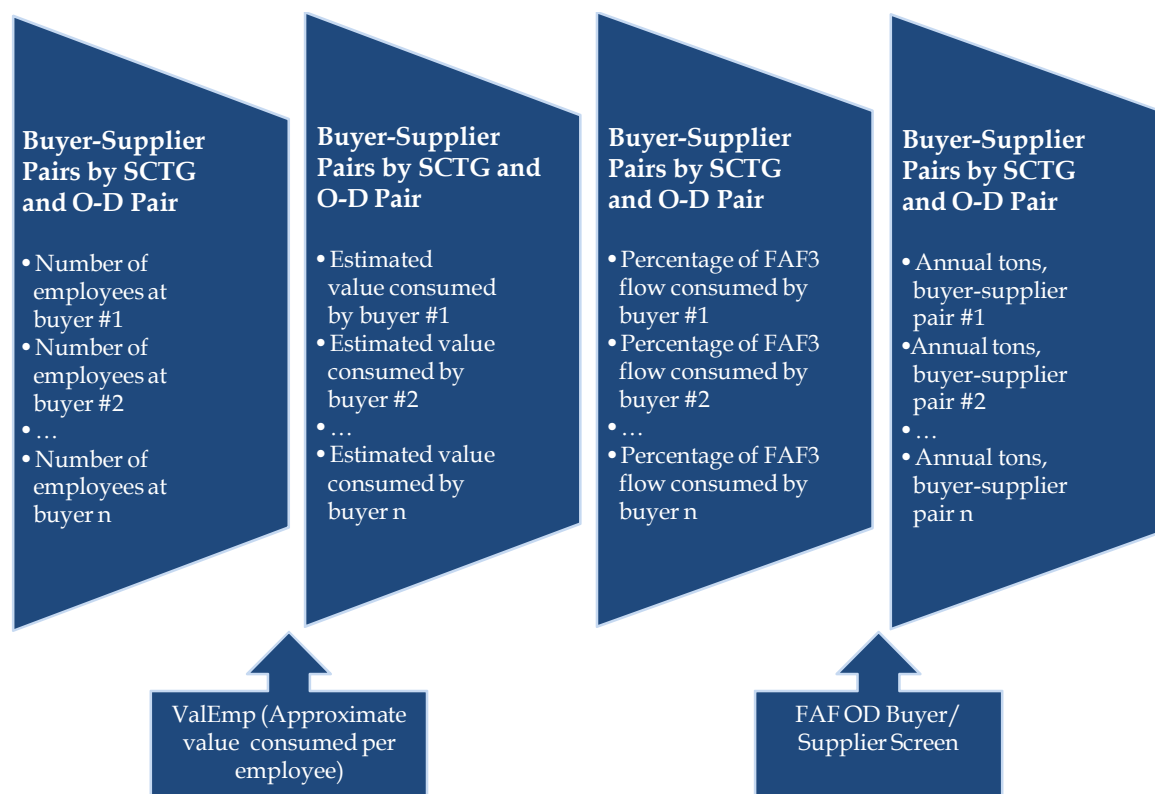 Buyer-Supplier
Pairs by SCTG
and O-D Pair
• Number of
employees at
buyer #1
• Number of
employees at
buyer #2
• …
• Number of
employees at
buyer n
Buyer-Supplier
Pairs by SCTG and
O-D Pair
• Estimated
value consumed
by buyer #1
• Estimated value
consumed by
buyer #2
• …
• Estimated value
consumed by
buyer n
Buyer-Supplier
Pairs by SCTG
and O-D Pair
• Percentage of FAF3
flow consumed by
buyer #1
• Percentage of FAF3
flow consumed by
buyer #2
• …
• Percentage of FAF3
flow consumed by
buyer n
Buyer-Supplier
Pairs by SCTG
and O-D Pair
• Annual tons,
buyer-supplier
pair #1
• Annual tons,
buyer-supplier
pair #2
• …
• Annual tons,
buyer-supplier
pair n
ValEmp (Approximate
value consumed per
employee)
FAF OD Buyer/
Supplier Screen